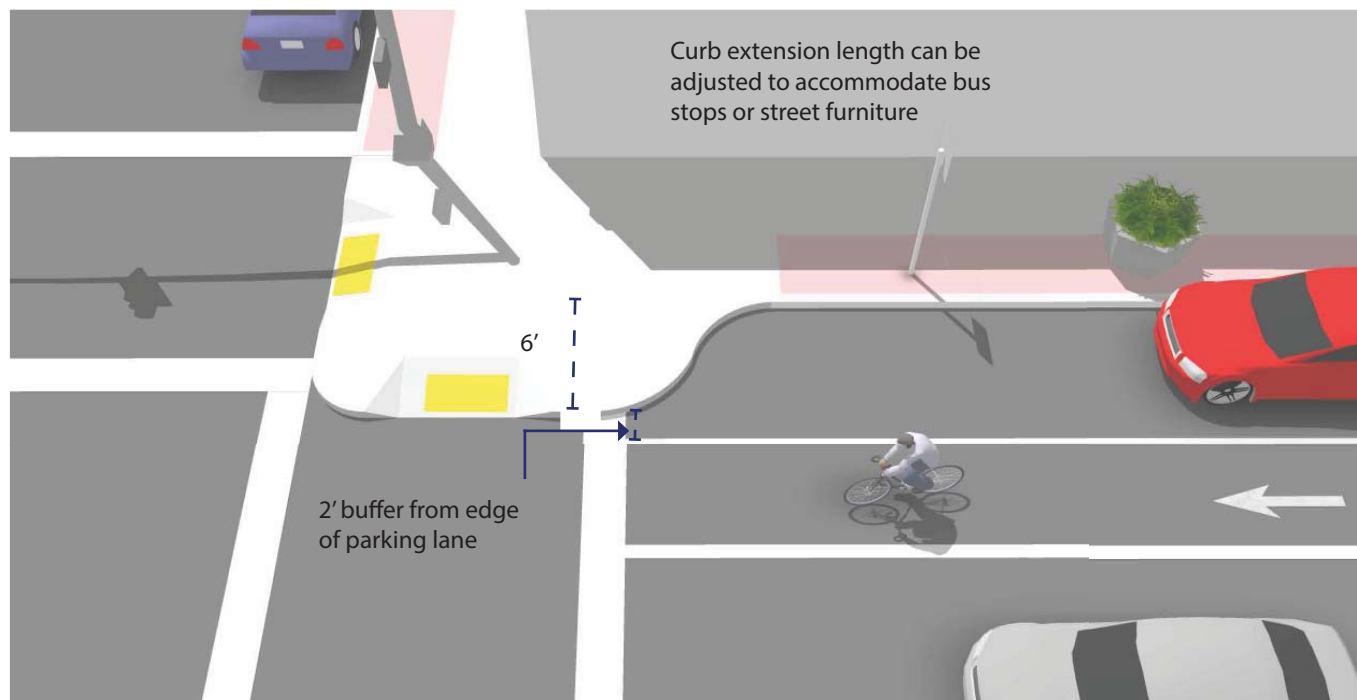 Curb extension length can be
adjusted to accommodate bus
stops or street furniture
6’
2’ buffer from edge
of parking lane